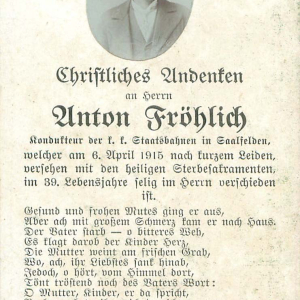 Christliches Andenken
an Herrn
Anton Fröhlich
Kondukteur der k. k. Staatsbahnen in Saalfelden,
welcher am 6. April 1915 nach kurzem Leiden,
versehen mit den heiligen Sterbesakramenten,
im 39. Lebensjahre selig im Herrn verschieden
ist.
Gesund und frohen Mutes ging er aus,
Aber ach mit großem Schmerz kam er nach Haus.
Der Vater starb — o bitteres Weh,
Es klagt darob der Kinder Herz,
Die Mutter weint am frischen Grab,
Wo, ach, ihr Liebstes sank hinab,
Jedoch, o hört, vom Himmel dort,
Tönt tröstend noch des Vaters Wort:
O Mutter, Kinder, er da spricht,